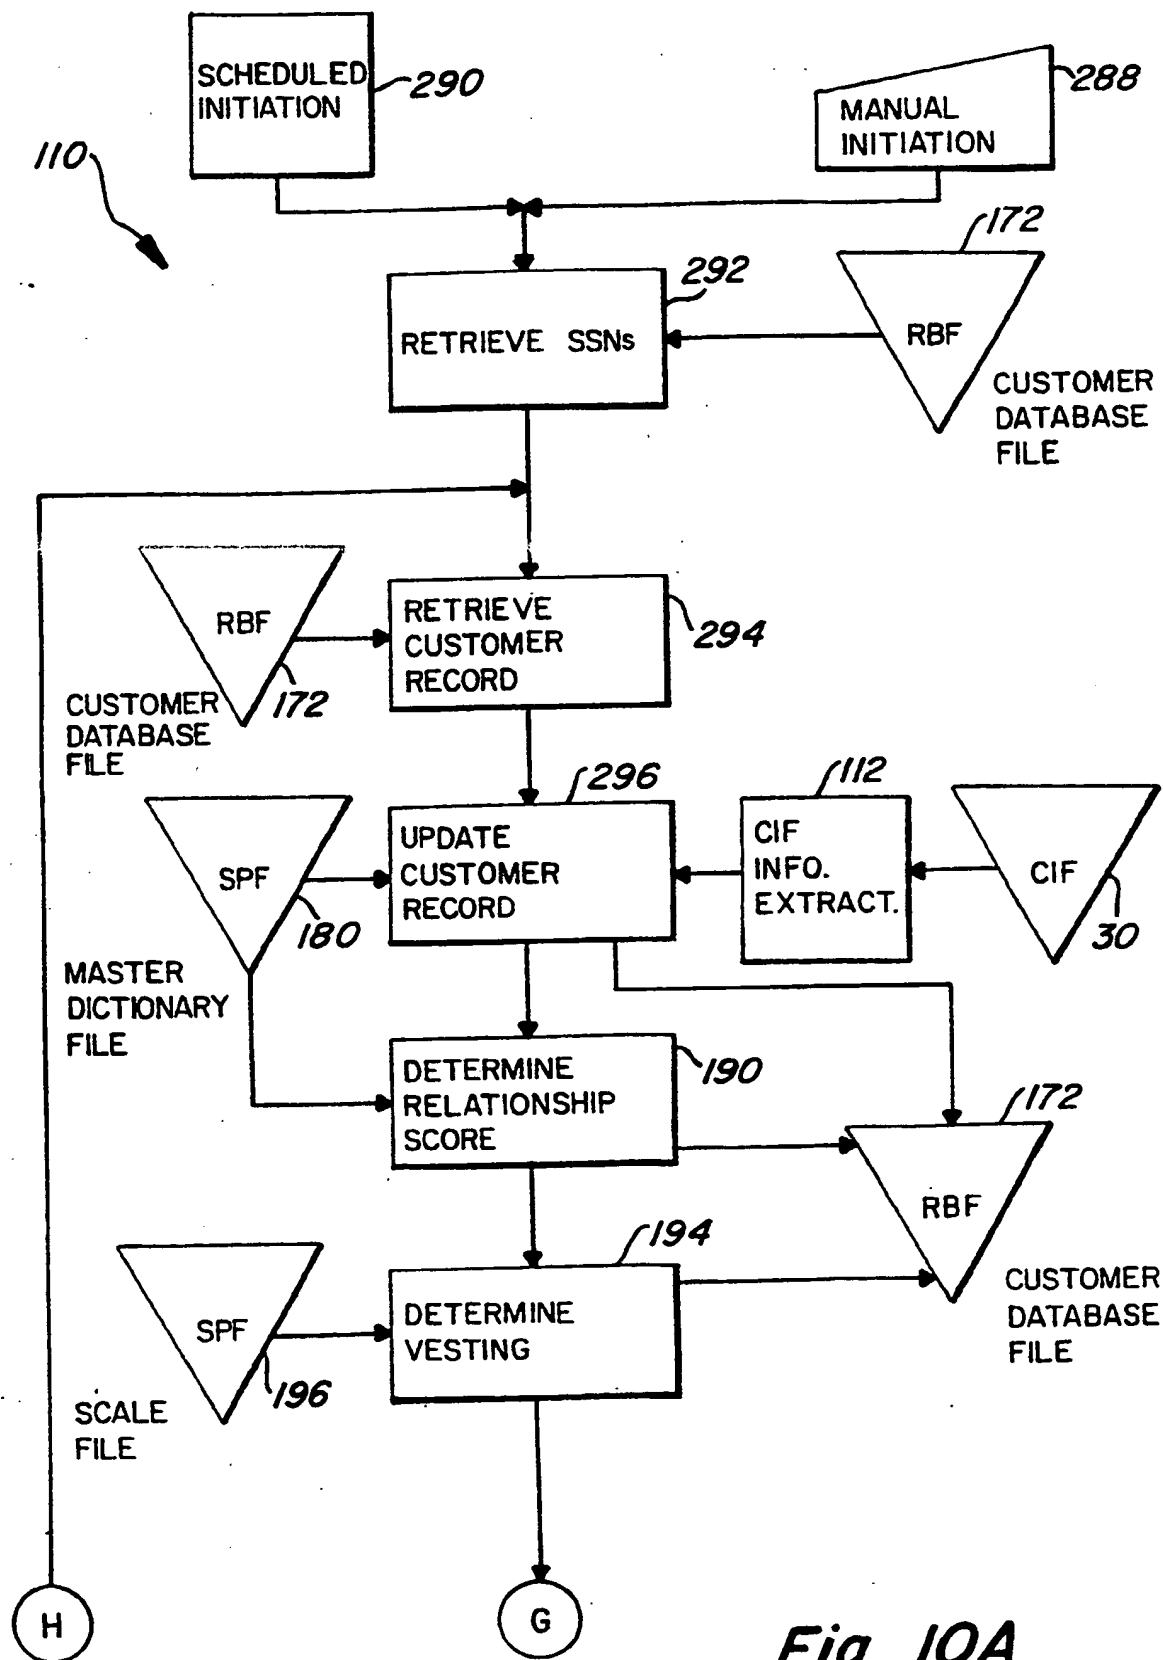 SCHEDULED
INITIATION
290
MANUAL
INITIATION
288
110
172
RBF
CUSTOMER
DATABASE
FILE
292
RETRIEVE SSNs
RBF
172
CUSTOMER
DATABASE
FILE
RETRIEVE
CUSTOMER
RECORD
294
296
UPDATE
CUSTOMER
RECORD
112
CIF
INFO.
EXTRACT.
CIF
30
SPF
180
MASTER
DICTIONARY
FILE
DETERMINE
RELATIONSHIP
SCORE
190
172
RBF
CUSTOMER
DATABASE
FILE
194
DETERMINE
VESTING
SPF
196
SCALE
FILE
H
G
Fig 10A